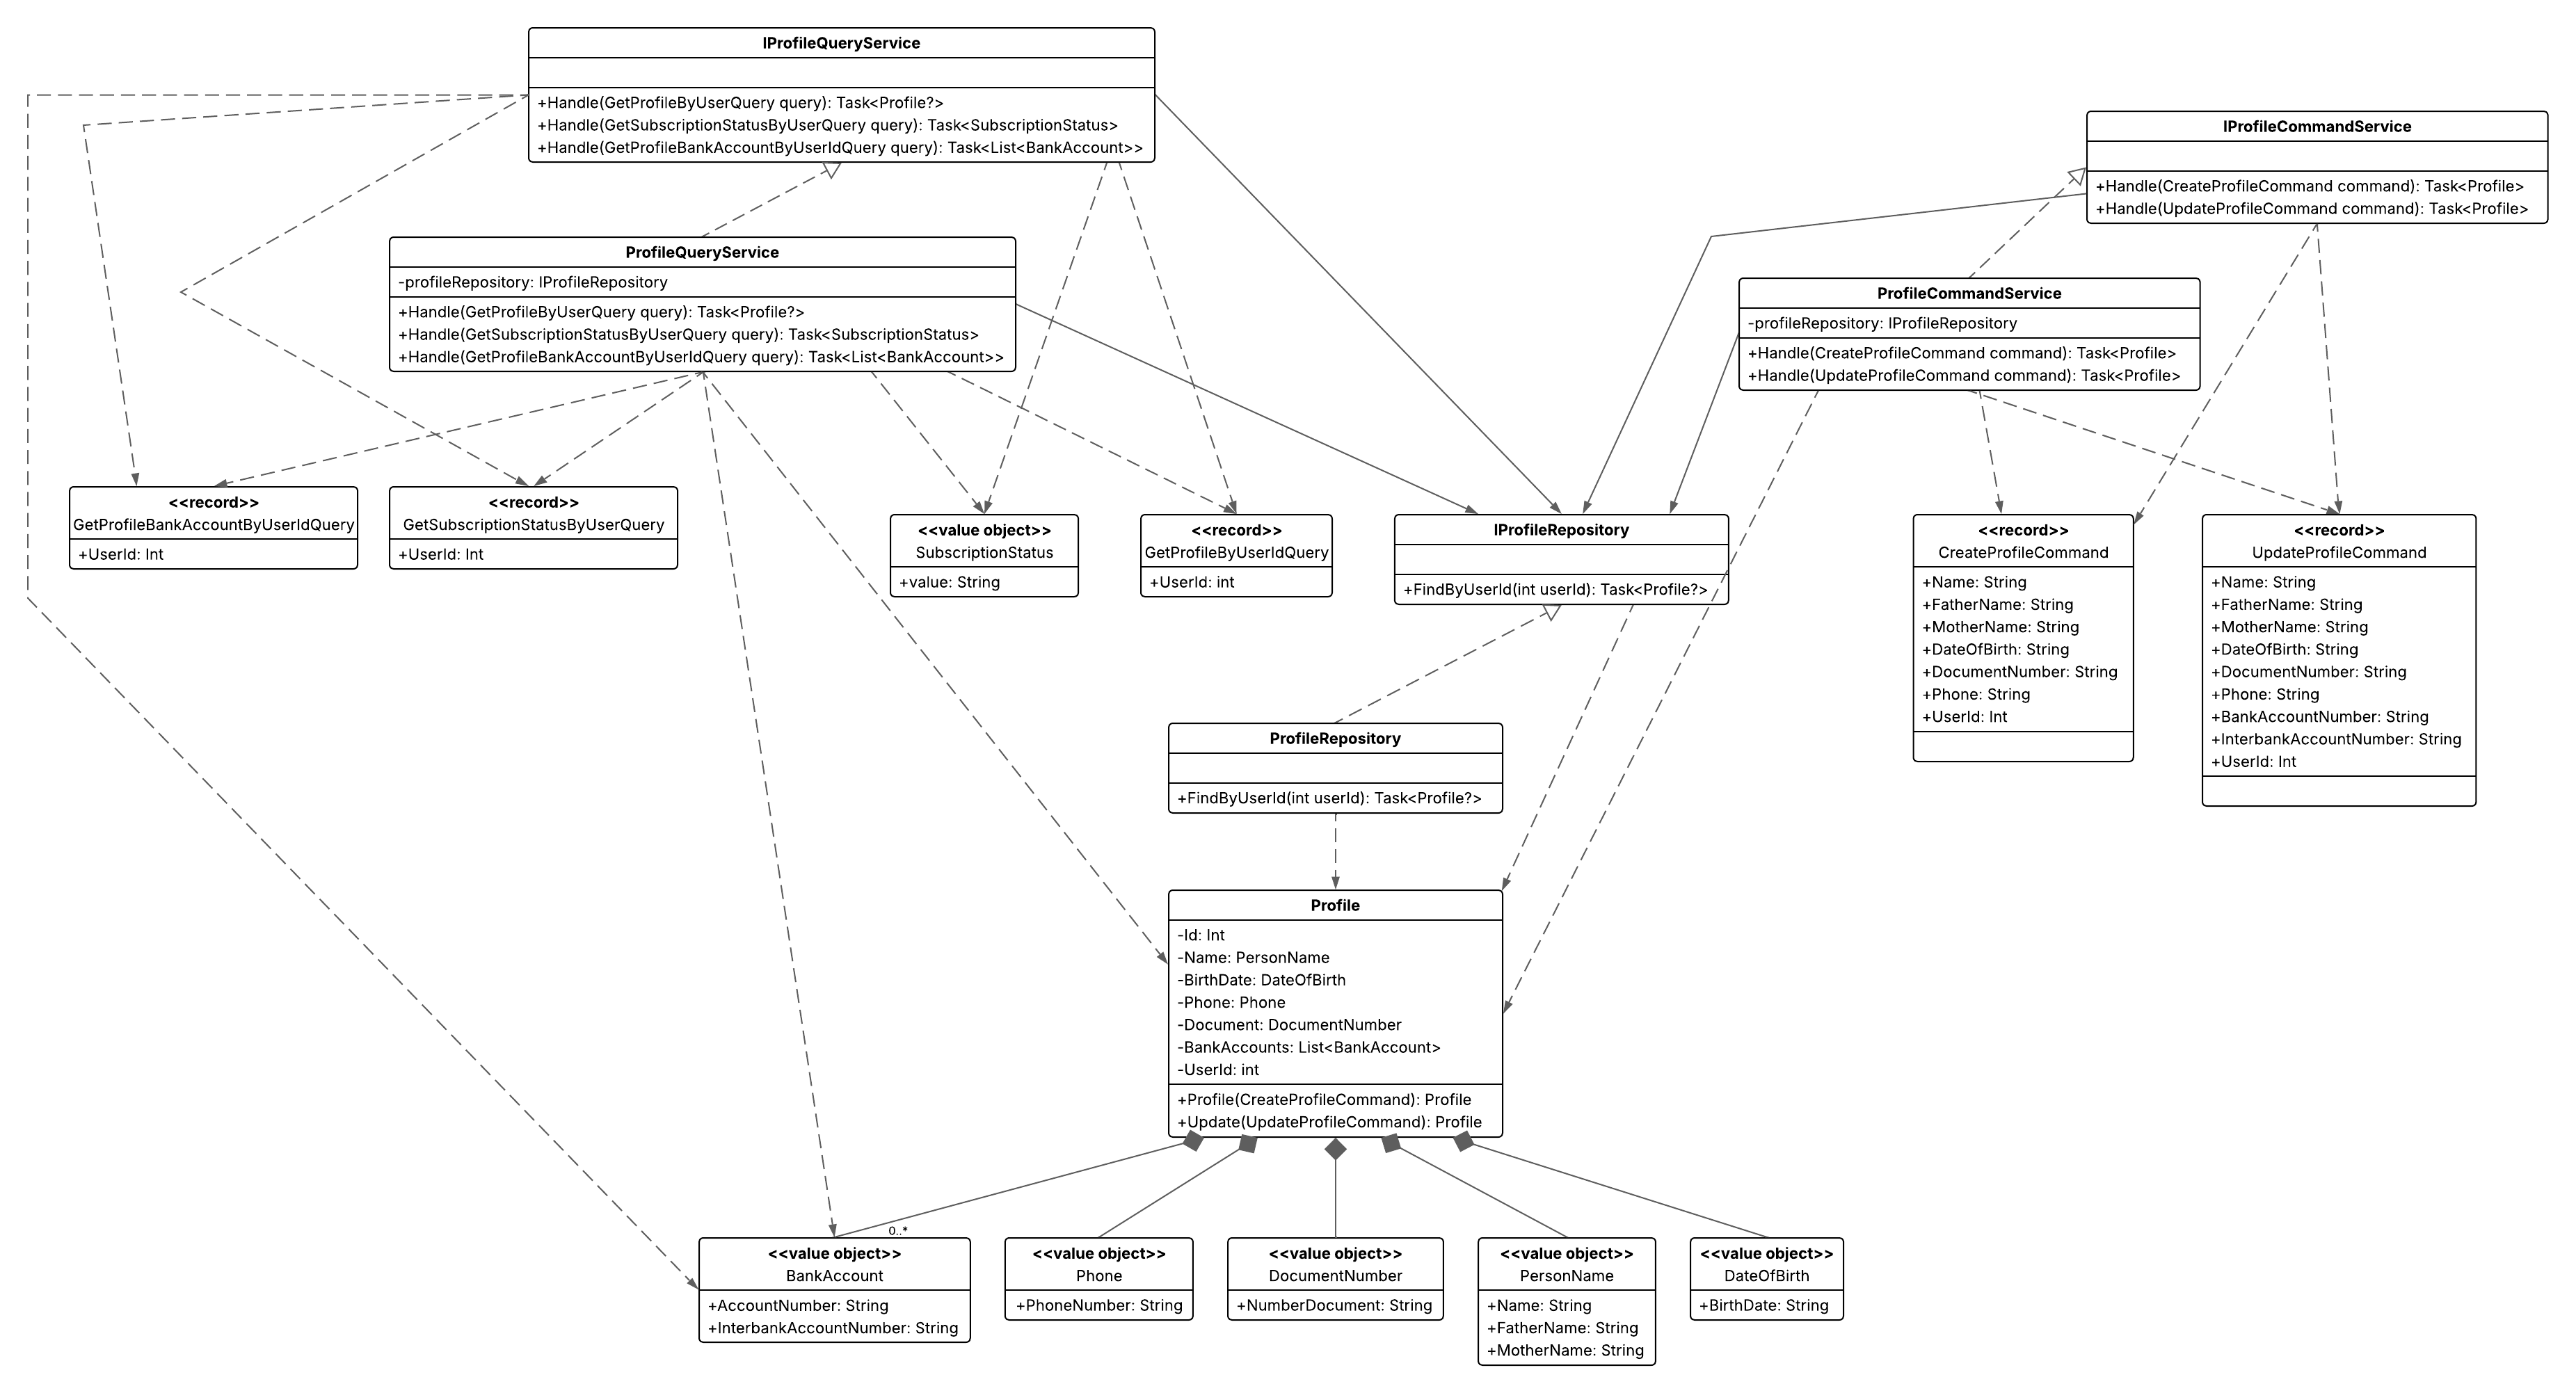 IProfileQueryService
+Handle(GetProfileByUserQuery query): Task<Profile?>
+Handle(GetSubscriptionStatusByUserQuery query): Task<SubscriptionStatus>
+Handle(GetProfileBankAccountByUserIdQuery query): Task<List<BankAccount>>
IProfileCommandService
+Handle(CreateProfileCommand command): Task<Profile>
+Handle(UpdateProfileCommand command): Task<Profile>
ProfileQueryService
-profileRepository: IProfileRepository
+Handle(GetProfileByUserQuery query): Task<Profile?>
+Handle(GetSubscriptionStatusByUserQuery query): Task<SubscriptionStatus>
+Handle(GetProfileBankAccountByUserIdQuery query): Task<List<BankAccount>>
ProfileCommandService
-profileRepository: IProfileRepository
+Handle(CreateProfileCommand command): Task<Profile>
+Handle(UpdateProfileCommand command): Task<Profile>
<<record>>
GetProfileBankAccountByUserIdQuery
+UserId: Int
<<record>>
GetSubscriptionStatusByUserQuery
+UserId: Int
<<value object>>
SubscriptionStatus
+value: String
<<record>>
GetProfileByUserIdQuery
+UserId: int
IProfileRepository
+FindByUserId(int userId): Task<Profile?>
<<record>>
CreateProfileCommand
+Name: String
+FatherName: String
+MotherName: String
+DateOfBirth: String
+DocumentNumber: String
+Phone: String
+UserId: Int
<<record>>
UpdateProfileCommand
+Name: String
+FatherName: String
+MotherName: String
+DateOfBirth: String
+DocumentNumber: String
+Phone: String
+BankAccountNumber: String
+InterbankAccountNumber: String
+UserId: Int
ProfileRepository
+FindByUserId(int userId): Task<Profile?>
Profile
-Id: Int
-Name: PersonName
-BirthDate: DateOfBirth
-Phone: Phone
-Document: DocumentNumber
-BankAccounts: List<BankAccount>
-UserId: int
+Profile(CreateProfileCommand): Profile
+Update(UpdateProfileCommand): Profile
0..*
<<value object>>
BankAccount
+AccountNumber: String
+InterbankAccountNumber: String
<<value object>>
Phone
+PhoneNumber: String
<<value object>>
DocumentNumber
+NumberDocument: String
<<value object>>
PersonName
+Name: String
+FatherName: String
+MotherName: String
<<value object>>
DateOfBirth
+BirthDate: String